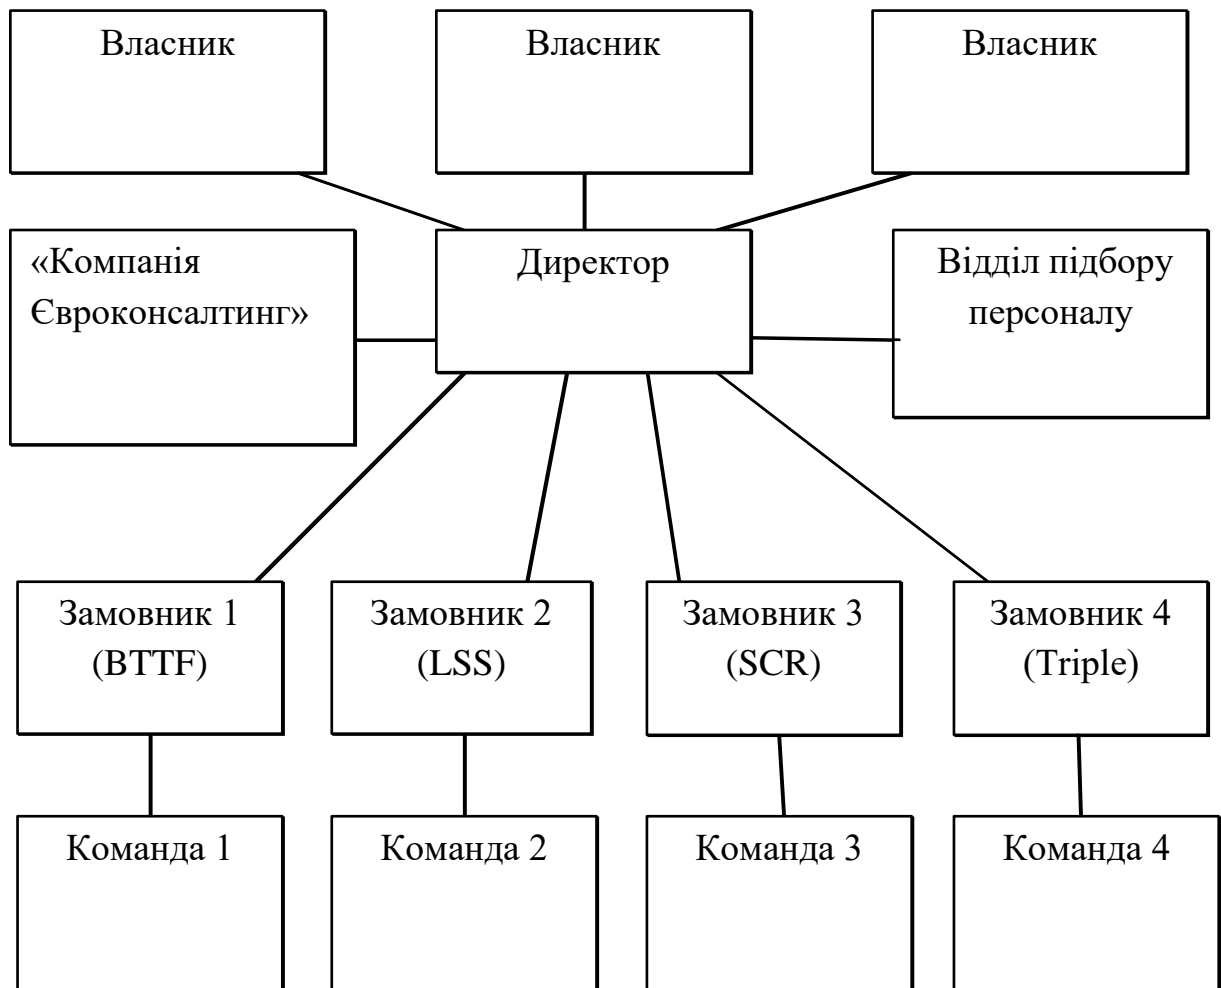 Власник
Власник
Власник
«Компанія
Євроконсалтинг»
Директор
Відділ підбору
персоналу
Замовник 1
(BTTF)
Замовник 2
(LSS)
Замовник 3
(SCR)
Замовник 4
(Triple)
Команда 1
Команда 2
Команда 3
Команда 4